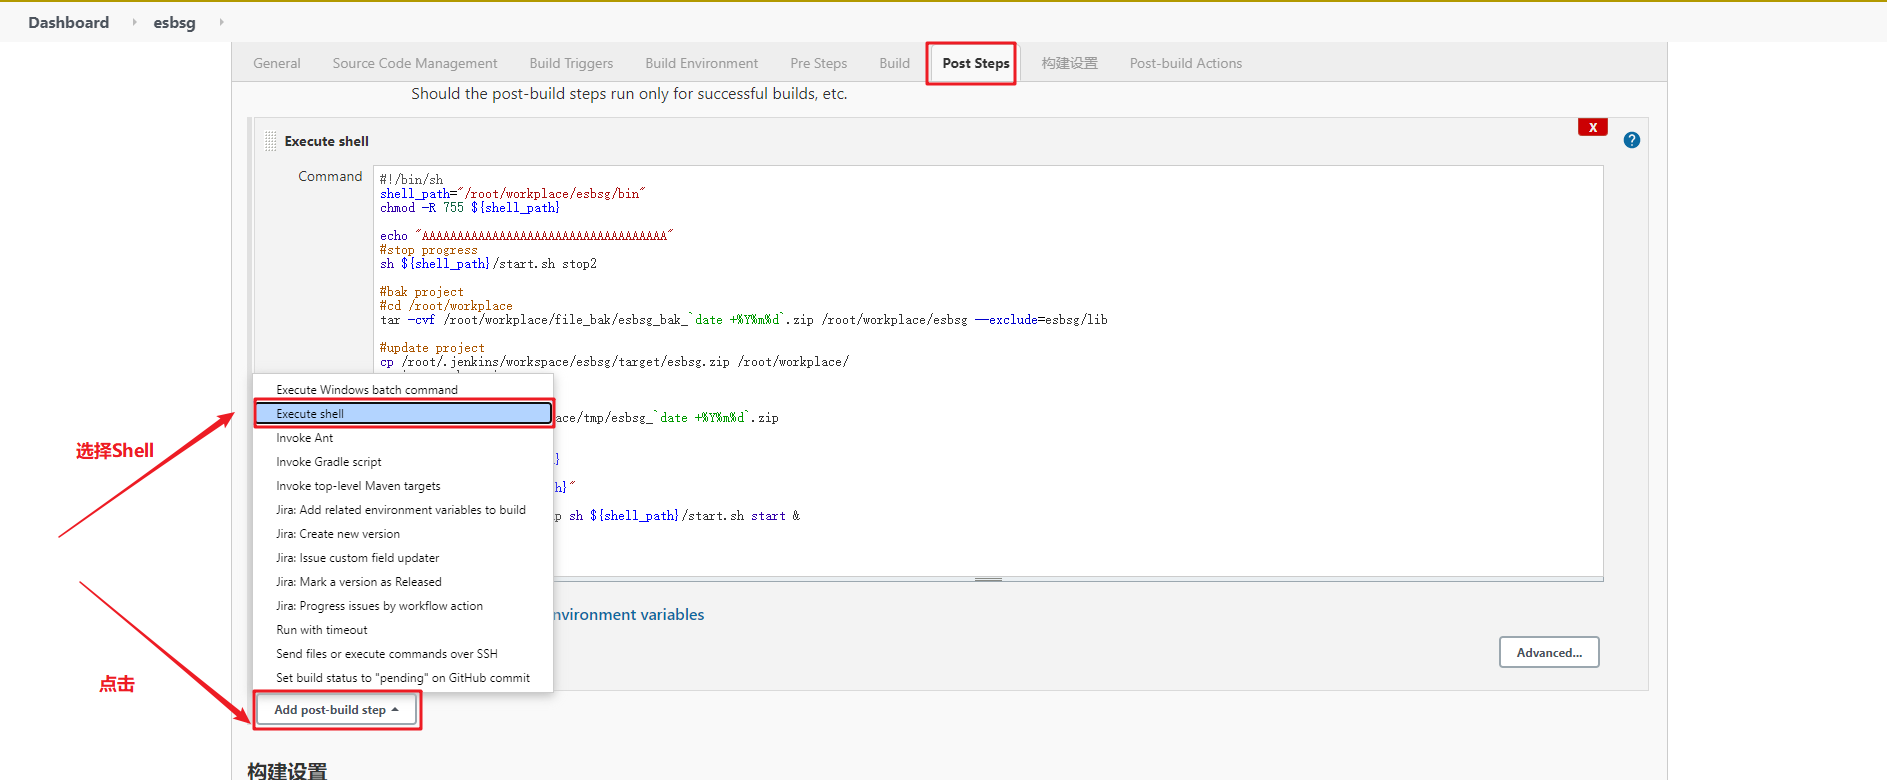 Dashboard esbsg
General Source Code Management Build Triggers Build Environment Pre Steps Build Post Steps 构建设置 Post-build Actions
Should the post-build steps run only for successful builds, etc.
X
Execute shell
?
Command
#!/bin/sh
shell_path="/root/workplace/esbsg/bin"
chmod -R 755 ${shell_path}
echo "AAAAAAAAAAAAAAAAAAAAAAAAAAAAAAAAAAA"
#stop progress
sh ${shell_path}/start.sh stop2
#bak project
#cd /root/workplace
tar -cvf /root/workplace/file_bak/esbsg_bak_`date +%Y%m%d`.zip /root/workplace/esbsg --exclude=esbsg/lib
#update project
cp /root/.jenkins/workspace/esbsg/target/esbsg.zip /root/workplace/
ace/tmp/esbsg_`date +%Y%m%d`.zip
}
h}"
p sh ${shell_path}/start.sh start &
Execute Windows batch command
Execute shell
Invoke Ant
Invoke Gradle script
Invoke top-level Maven targets
Jira: Add related environment variables to build
Jira: Create new version
Jira: Issue custom field updater
Jira: Mark a version as Released
Jira: Progress issues by workflow action
Run with timeout
Send files or execute commands over SSH
Set build status to "pending" on GitHub commit
选择Shell
点击
nvironment variables
Advanced...
Add post-build step
构建设置